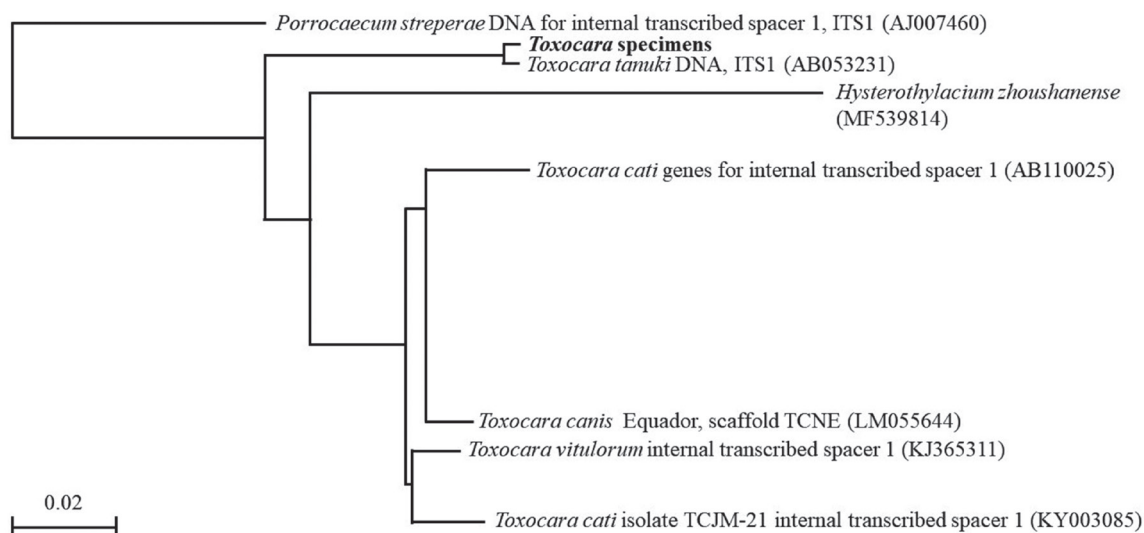 Porrocaecum streperae DNA for internal transcribed spacer 1, ITS1 (AJ007460)
Toxocara specimens
Toxocara tanuki DNA, ITS1 (AB053231)
Hysterothylacium zhoushanense
(MF539814)
Toxocara cati genes for internal transcribed spacer 1 (AB110025)
Toxocara canis Equador, scaffold TCNE (LM055644)
Toxocara vitulorum internal transcribed spacer 1 (KJ365311)
0.02
Toxocara cati isolate TCJM-21 internal transcribed spacer 1 (KY003085)